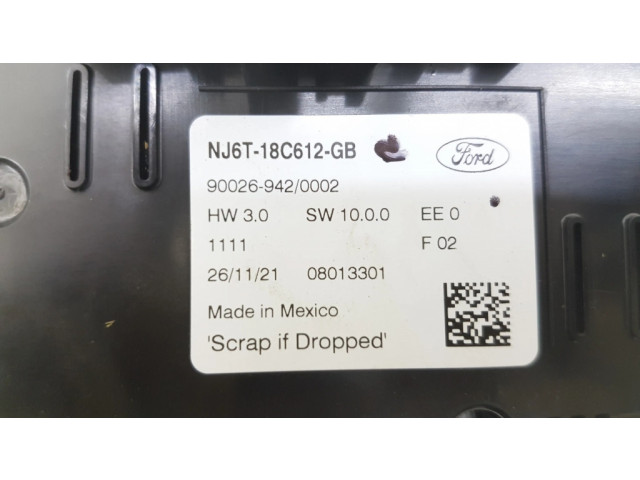 NJ6T-18C612-GB Ford
90026-942/0002
HW 3.0 SW 10.0.0 EE 0
1111 F 02
26/11/21 08013301
Made in Mexico
'Scrap if Dropped'